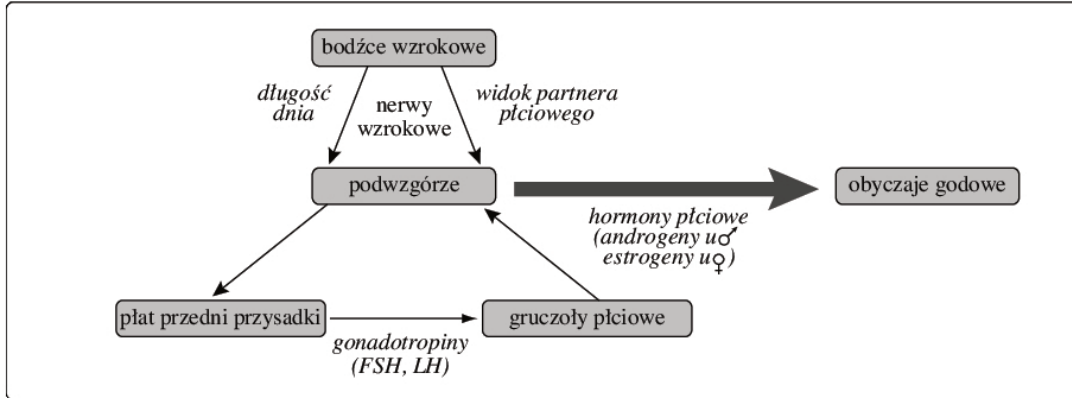 bodźce wzrokowe
długość
dnia
nerwy
wzrokowe
widok partnera
płciowego
podwzgórze
obyczaje godowe
hormony płciowe
(androgeny u♂
estrogeny u♀)
płat przedni przysadki
gruczoły płciowe
gonadotropiny
(FSH, LH)